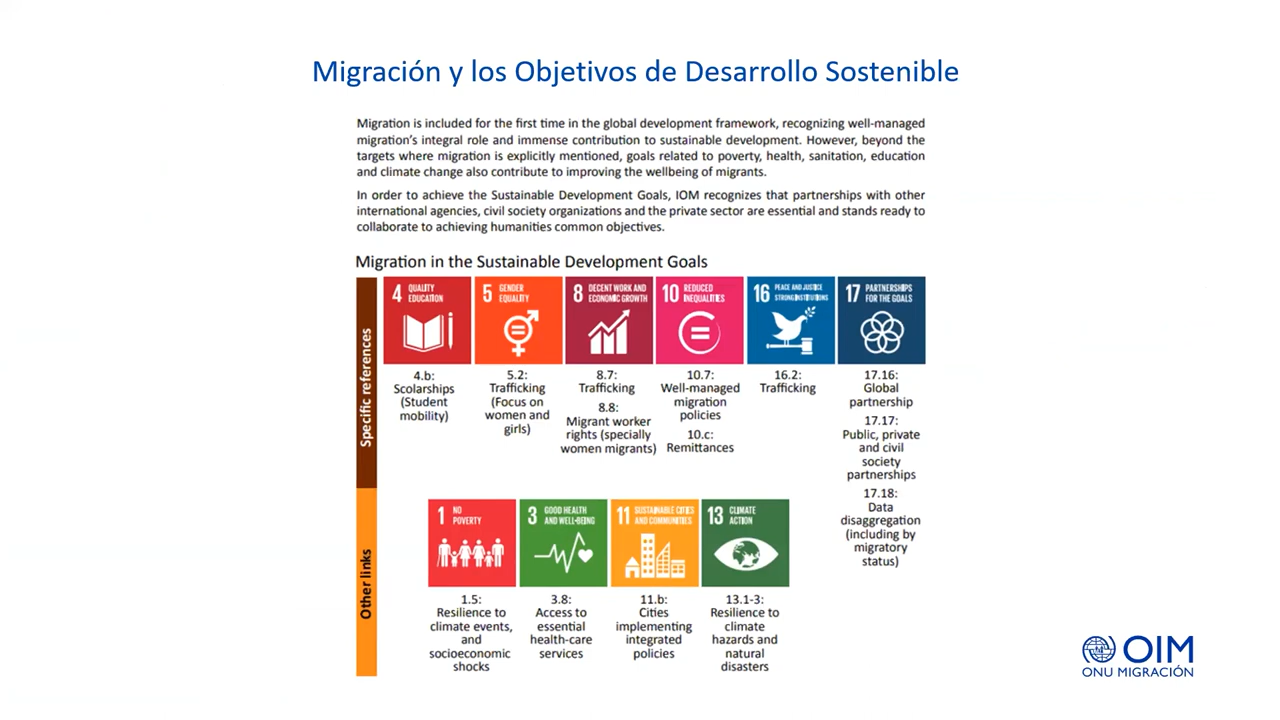 Migración y los Objetivos de Desarrollo Sostenible
Migration is included for the first time in the global development framework, recognizing well-managed
migration's integral role and immense contribution to sustainable development. However, beyond the
targets where migration is explicitly mentioned, goals related to poverty, health, sanitation, education
and climate change also contribute to improving the wellbeing of migrants.
In order to achieve the Sustainable Development Goals, IOM recognizes that partnerships with other
international agencies, civil society organizations and the private sector are essential and stands ready to
collaborate to achieving humanities common objectives.
Migration in the Sustainable Development Goals
Specific references
4 QUALITY
EDUCATION
4.b:
Scolarships
(Student
mobility)
5 GENDER
EQUALITY
5.2:
Trafficking
(Focus on
women and
girls)
8 DECENT WORK AND
ECONOMIC GROWTH
8.7:
Trafficking
8.8:
Migrant worker
rights (specially
women migrants)
10 REDUCED
INEQUALITIES
10.7:
Well-managed
migration
policies
10.c:
Remittances
16 PEACE AND JUSTICE
STRONG INSTITUTIONS
16.2:
Trafficking
17 PARTNERSHIPS
FOR THE GOALS
17.16:
Global
partnership
17.17:
Public, private
and civil
society
partnerships
17.18:
Data
disaggregation
(including by
migratory
status)
Other links
1 NO
POVERTY
1.5:
Resilience to
climate events,
and
socioeconomic
shocks
3 GOOD HEALTH
AND WELL-BEING
3.8:
Access to
essential
health-care
services
11 SUSTAINABLE CITIES
AND COMMUNITIES
11.b:
Cities
implementing
integrated
policies
13 CLIMATE
ACTION
13.1-3:
Resilience to
climate
hazards and
natural
disasters
OIM
ONU MIGRACIÓN